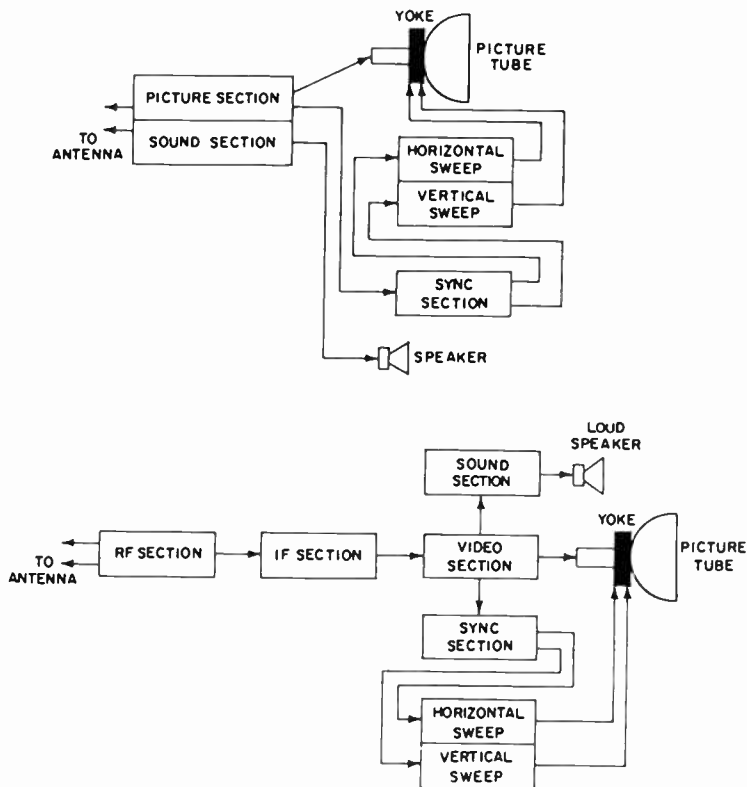 YOKE
PICTURE
TUBE
PICTURE SECTION
TO
ANTENNA
SOUND SECTION
HORIZONTAL
SWEEP
VERTICAL
SWEEP
SYNC
SECTION
SPEAKER
LOUD
SPEAKER
SOUND
SECTION
YOKE
TO
ANTENNA
RF SECTION
IF SECTION
VIDEO
SECTION
PICTURE
TUBE
SYNC
SECTION
HORIZONTAL
SWEEP
VERTICAL
SWEEP